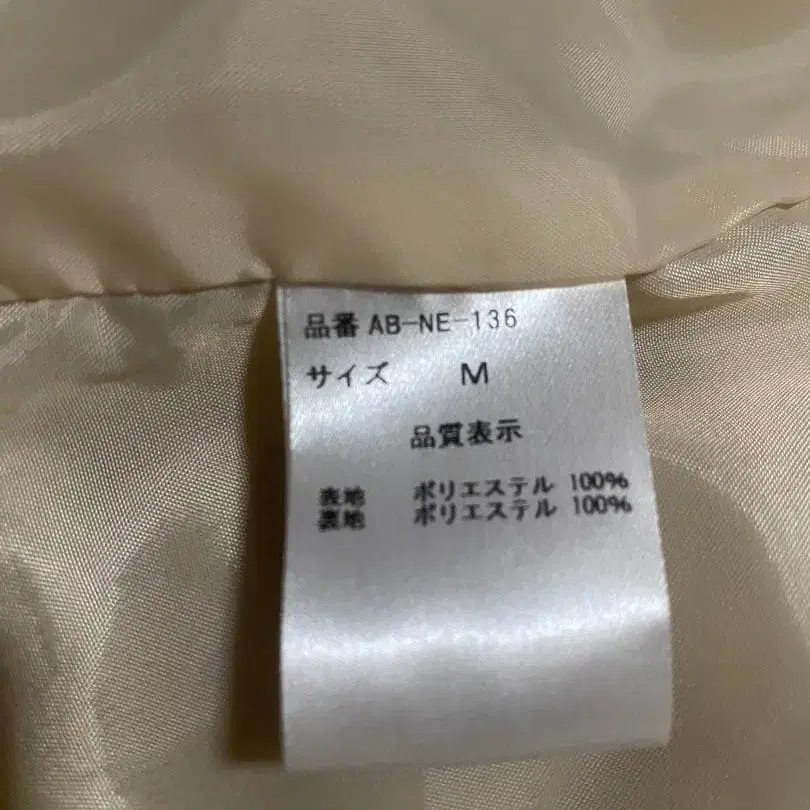 品番 AB-NE-136
サイズ M
品質表示
表地 ポリエステル 100%
裏地 ポリエステル 100%